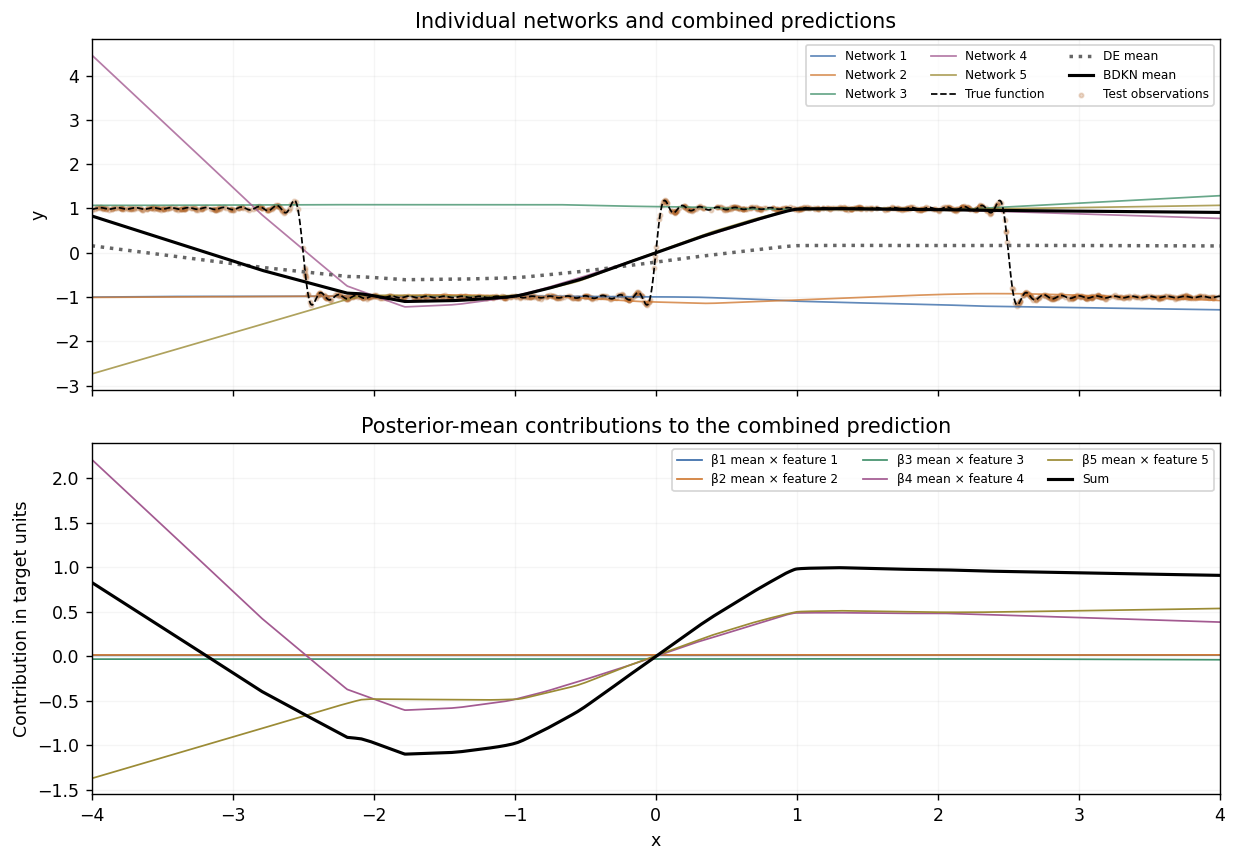 Individual networks and combined predictions
Network 1 Network 4 DE mean
Network 2 Network 5 BDKN mean
Network 3 True function Test observations
y
4
3
2
1
0
−1
−2
−3
Posterior-mean contributions to the combined prediction
β1 mean × feature 1 β3 mean × feature 3 β5 mean × feature 5
β2 mean × feature 2 β4 mean × feature 4 Sum
Contribution in target units
2.0
1.5
1.0
0.5
0.0
−0.5
−1.0
−1.5
−4 −3 −2 −1 0 1 2 3 4
x